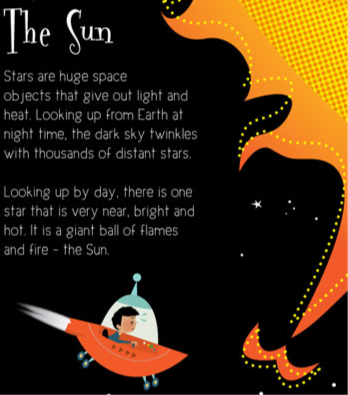 The Sun
Stars are huge space
objects that give out light and
heat. Looking up from Earth at
night time, the dark sky twinkles
with thousands of distant stars.
Looking up by day, there is one
star that is very near, bright and
hot. It is a giant ball of flames
and fire - the Sun.